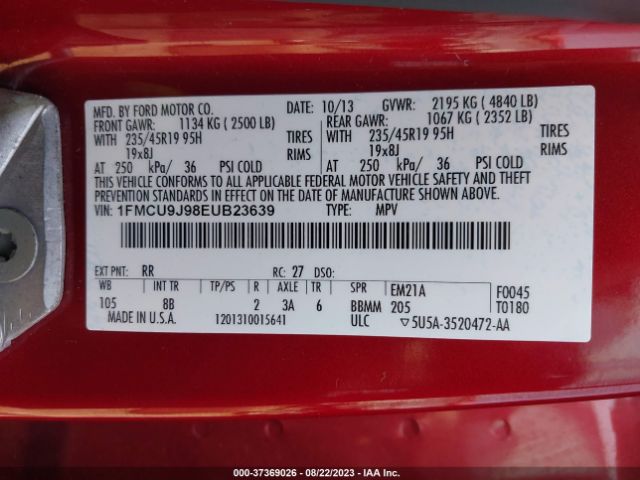 MFD. BY FORD MOTOR CO. DATE: 10/13 GVWR: 2195 KG ( 4840 LB)
FRONT GAWR: 1134 KG ( 2500 LB) REAR GAWR: 1067 KG ( 2352 LB)
WITH 235/45R19 95H TIRES WITH 235/45R19 95H TIRES
19x8J RIMS 19x8J RIMS
AT 250 kPa/ 36 PSI COLD AT 250 kPa/ 36 PSI COLD
THIS VEHICLE CONFORMS TO ALL APPLICABLE FEDERAL MOTOR VEHICLE SAFETY AND THEFT
PREVENTION STANDARDS IN EFFECT ON THE DATE OF MANUFACTURE SHOWN ABOVE.
VIN: 1FMCU9J98EUB23639 TYPE: MPV
EXT PNT: RR RC: 27 DSO:
WB INT TR TP/PS R AXLE TR SPR EM21A F0045
105 8B 2 3A 6 BBMM 205 T0180
MADE IN U.S.A. 1201310015641 ULC ▽5U5A-3520472-AA
000-37369026 - 08/22/2023 - IAA Inc.